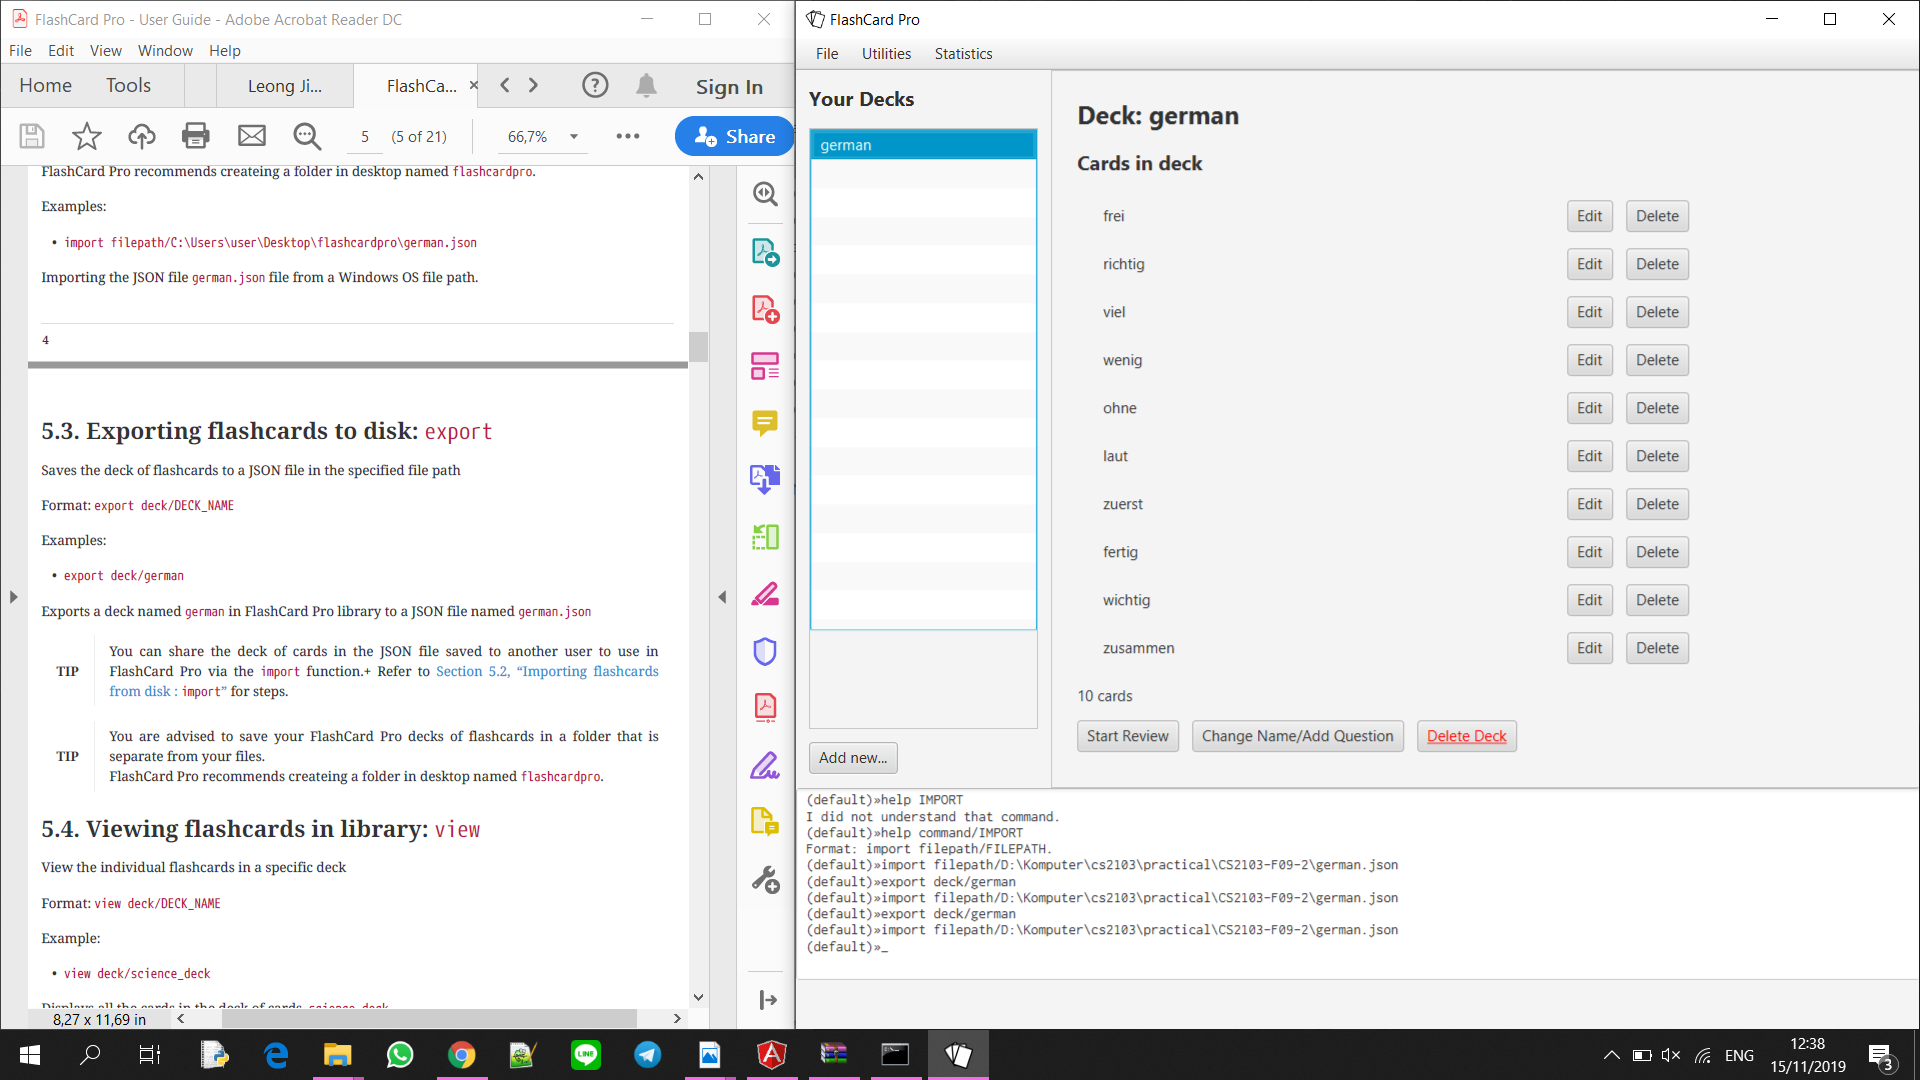 FlashCard Pro - User Guide - Adobe Acrobat Reader DC
File Edit View Window Help
Home Tools Leong Ji... FlashCa... Sign In
5 (5 of 21) 66,7% Share
FlashCard Pro recommends createing a folder in desktop named flashcardpro.
Examples:
• import filepath/C:\Users\user\Desktop\flashcardpro\german.json
Importing the JSON file german.json file from a Windows OS file path.
4
5.3. Exporting flashcards to disk: export
Saves the deck of flashcards to a JSON file in the specified file path
Format: export deck/DECK_NAME
Examples:
• export deck/german
Exports a deck named german in FlashCard Pro library to a JSON file named german.json
TIP
You can share the deck of cards in the JSON file saved to another user to use in
FlashCard Pro via the import function.+ Refer to Section 5.2, “Importing flashcards
from disk : import” for steps.
TIP
You are advised to save your FlashCard Pro decks of flashcards in a folder that is
separate from your files.
FlashCard Pro recommends createing a folder in desktop named flashcardpro.
5.4. Viewing flashcards in library: view
View the individual flashcards in a specific deck
Format: view deck/DECK_NAME
Example:
• view deck/science_deck
Displays all the cards in the deck of cards science_deck
8,27 x 11,69 in
FlashCard Pro
File Utilities Statistics
Your Decks
german
Add new...
Deck: german
Cards in deck
frei Edit Delete
richtig Edit Delete
viel Edit Delete
wenig Edit Delete
ohne Edit Delete
laut Edit Delete
zuerst Edit Delete
fertig Edit Delete
wichtig Edit Delete
zusammen Edit Delete
10 cards
Start Review Change Name/Add Question Delete Deck
(default)»help IMPORT
I did not understand that command.
(default)»help command/IMPORT
Format: import filepath/FILEPATH.
(default)»import filepath/D:\Komputer\cs2103\practical\CS2103-F09-2\german.json
(default)»export deck/german
(default)»import filepath/D:\Komputer\cs2103\practical\CS2103-F09-2\german.json
(default)»export deck/german
(default)»import filepath/D:\Komputer\cs2103\practical\CS2103-F09-2\german.json
(default)»_
LINE
ENG
12:38
15/11/2019
3